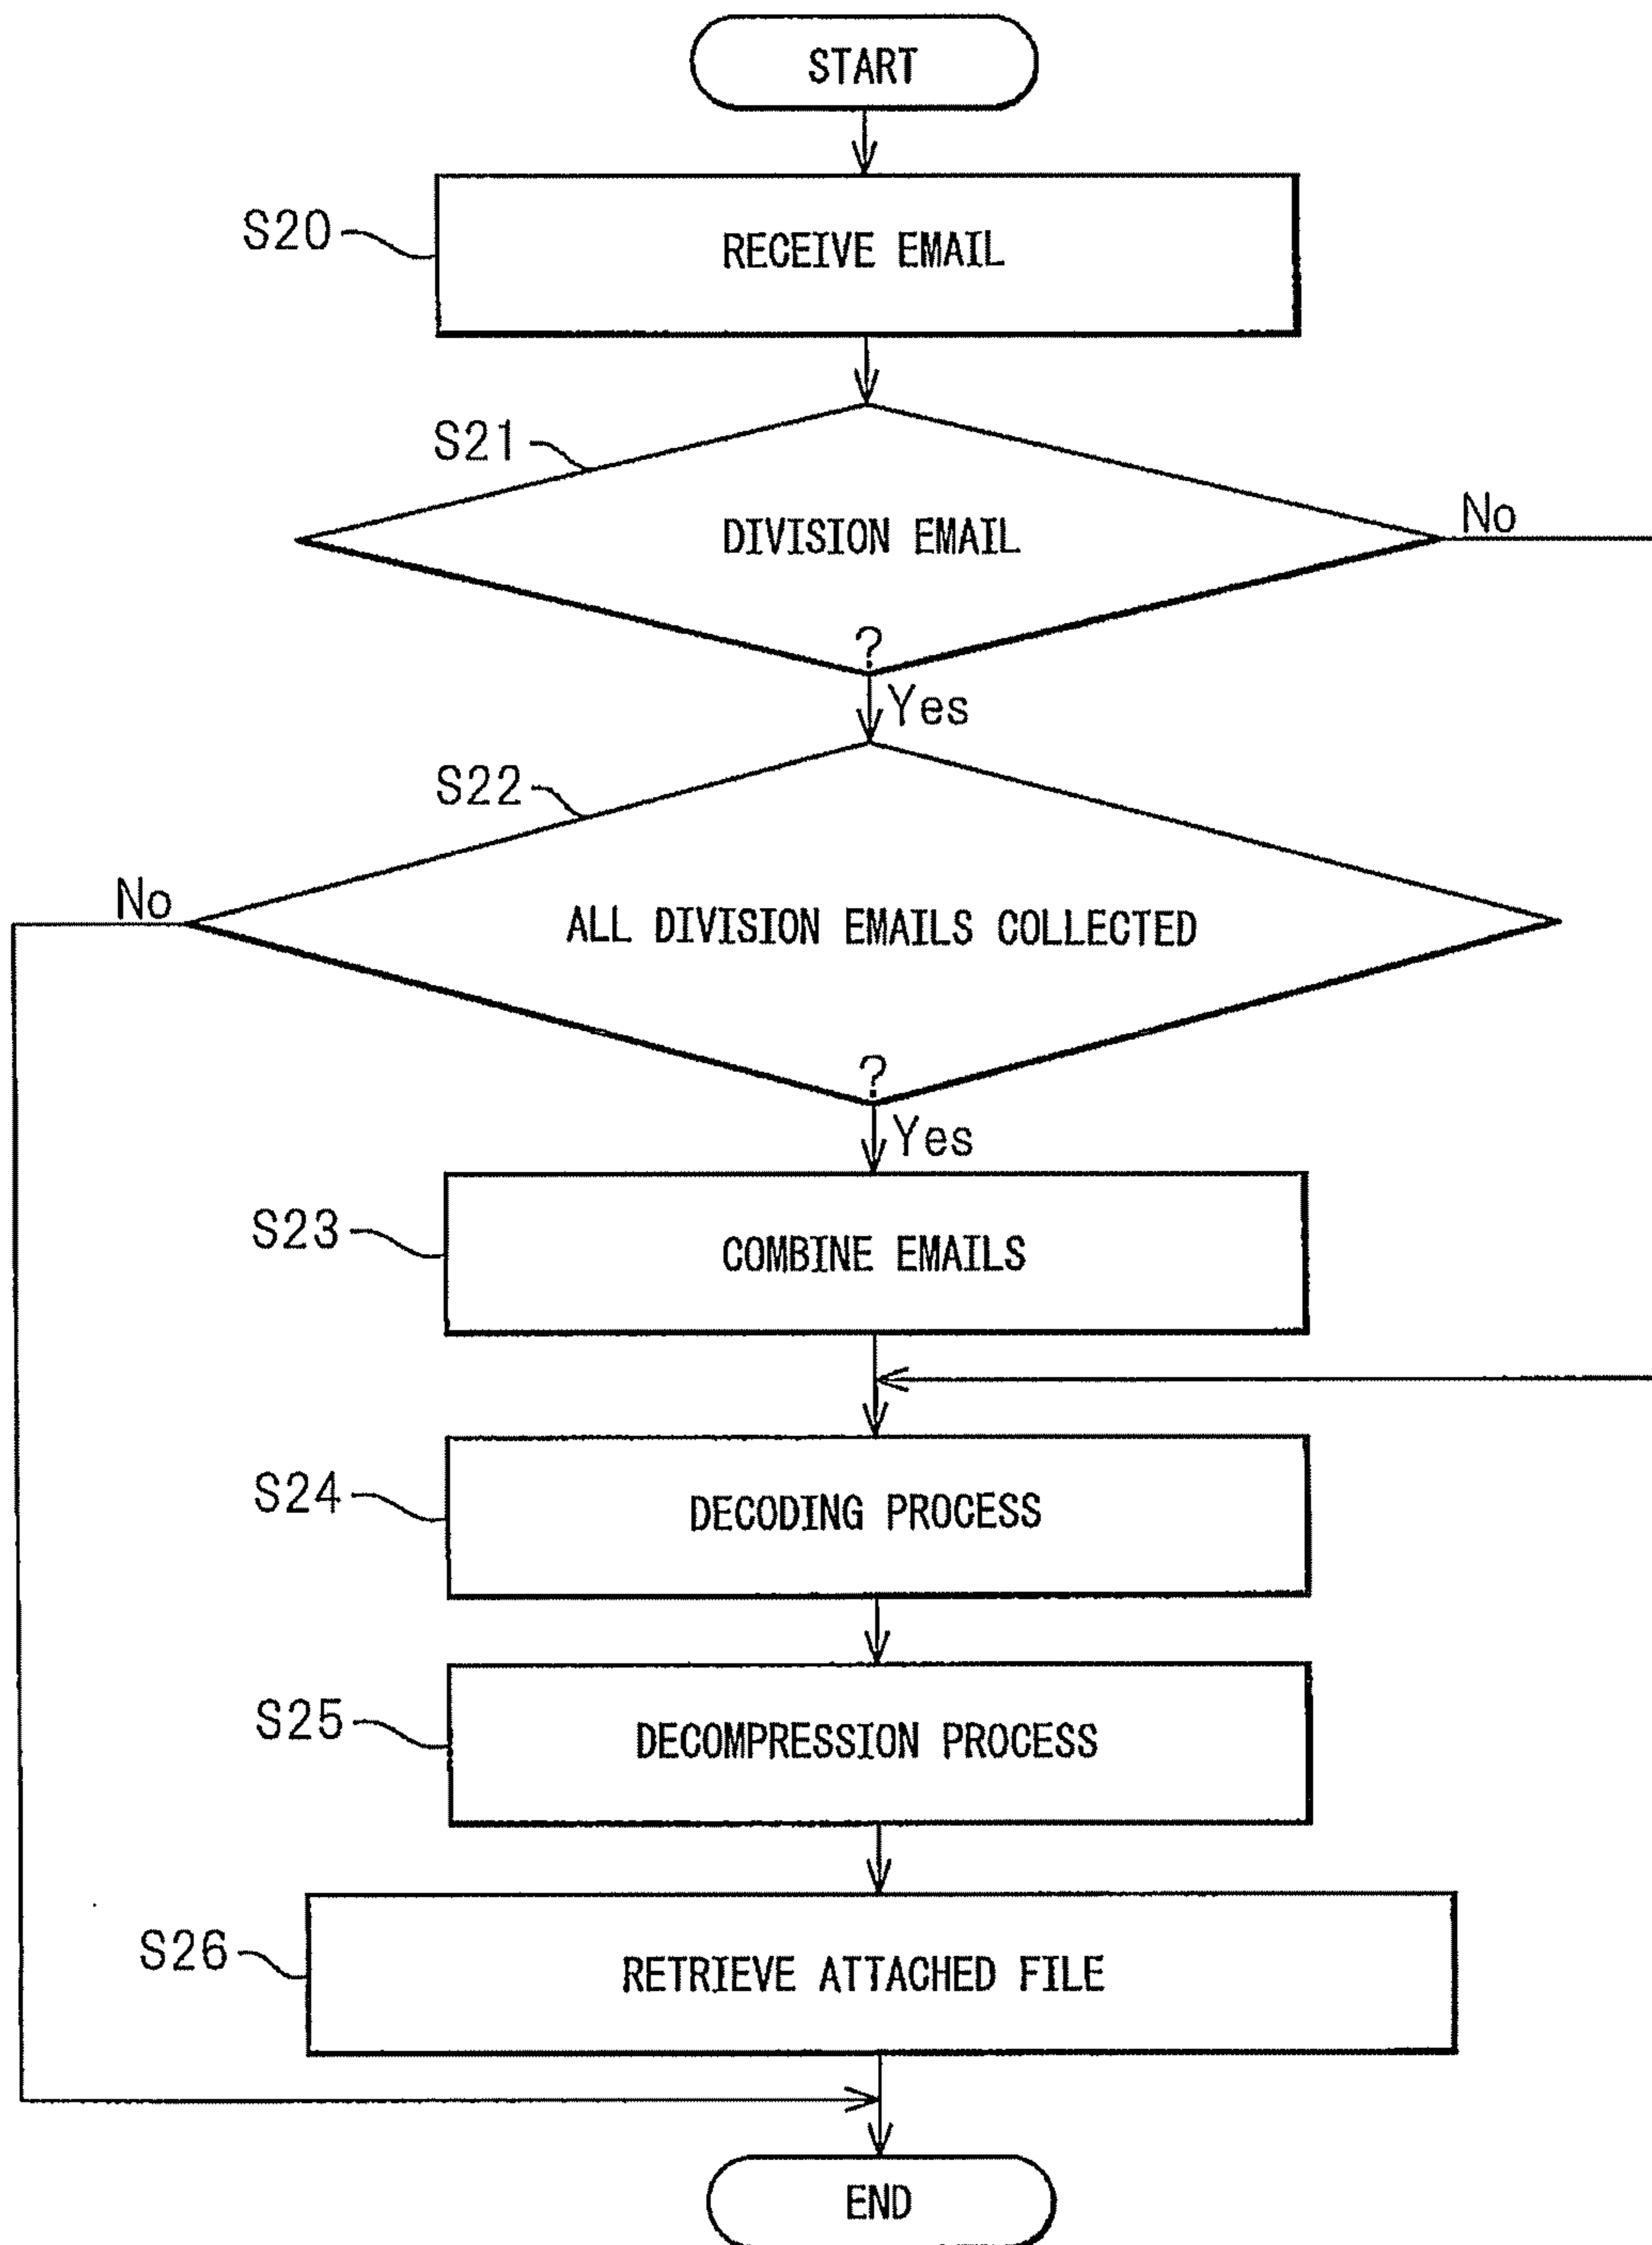 START
S20
RECEIVE EMAIL
S21
DIVISION EMAIL
No
?
Yes
S22
No
ALL DIVISION EMAILS COLLECTED
?
Yes
S23
COMBINE EMAILS
S24
DECODING PROCESS
S25
DECOMPRESSION PROCESS
S26
RETRIEVE ATTACHED FILE
END